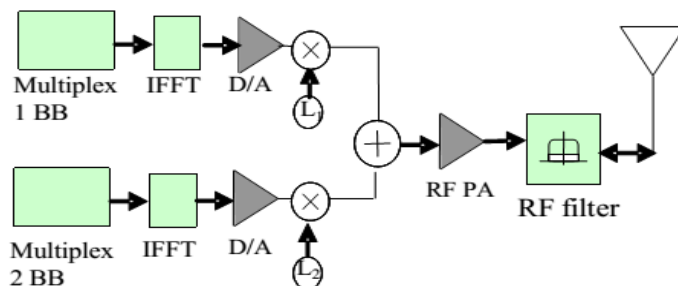 Multiplex
1 BB
IFFT
D/A
L1
RF PA
RF filter
Multiplex
2 BB
IFFT
D/A
L2